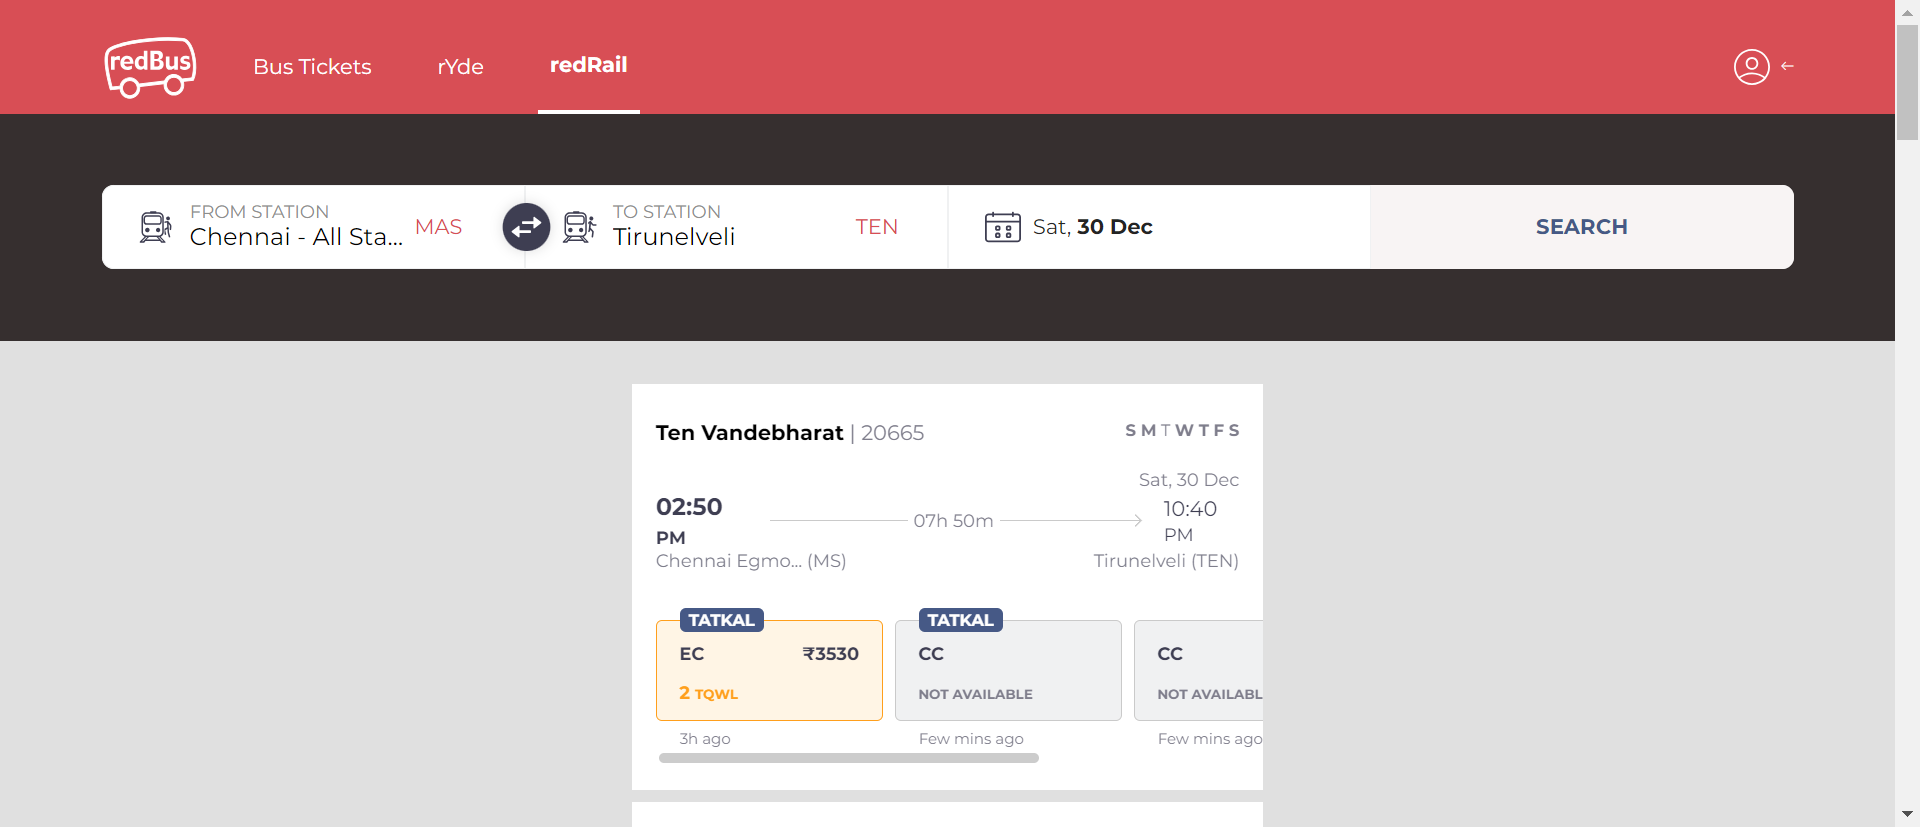 redBus
Bus Tickets
rYde
redRail
FROM STATION
Chennai - All Sta...
MAS
TO STATION
Tirunelveli
TEN
Sat, 30 Dec
SEARCH
Ten Vandebharat | 20665
S M T W T F S
Sat, 30 Dec
02:50
PM
07h 50m
10:40
PM
Chennai Egmo... (MS)
Tirunelveli (TEN)
TATKAL
EC ₹3530
2 TQWL
3h ago
TATKAL
CC
NOT AVAILABLE
Few mins ago
CC
NOT AVAILABL
Few mins ago